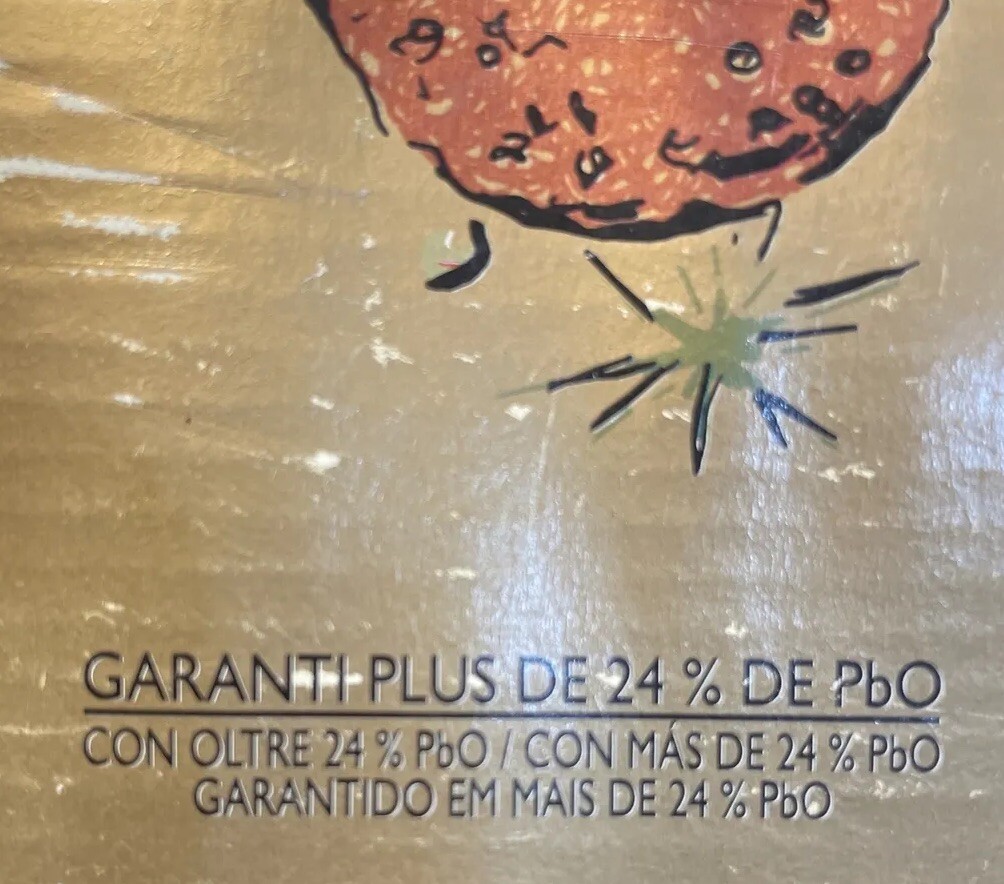 GARANTI PLUS DE 24 % DE PbO
CON OLTRE 24 % PbO / CON MÁS DE 24 % PbO
GARANTIDO EM MAIS DE 24 % PbO